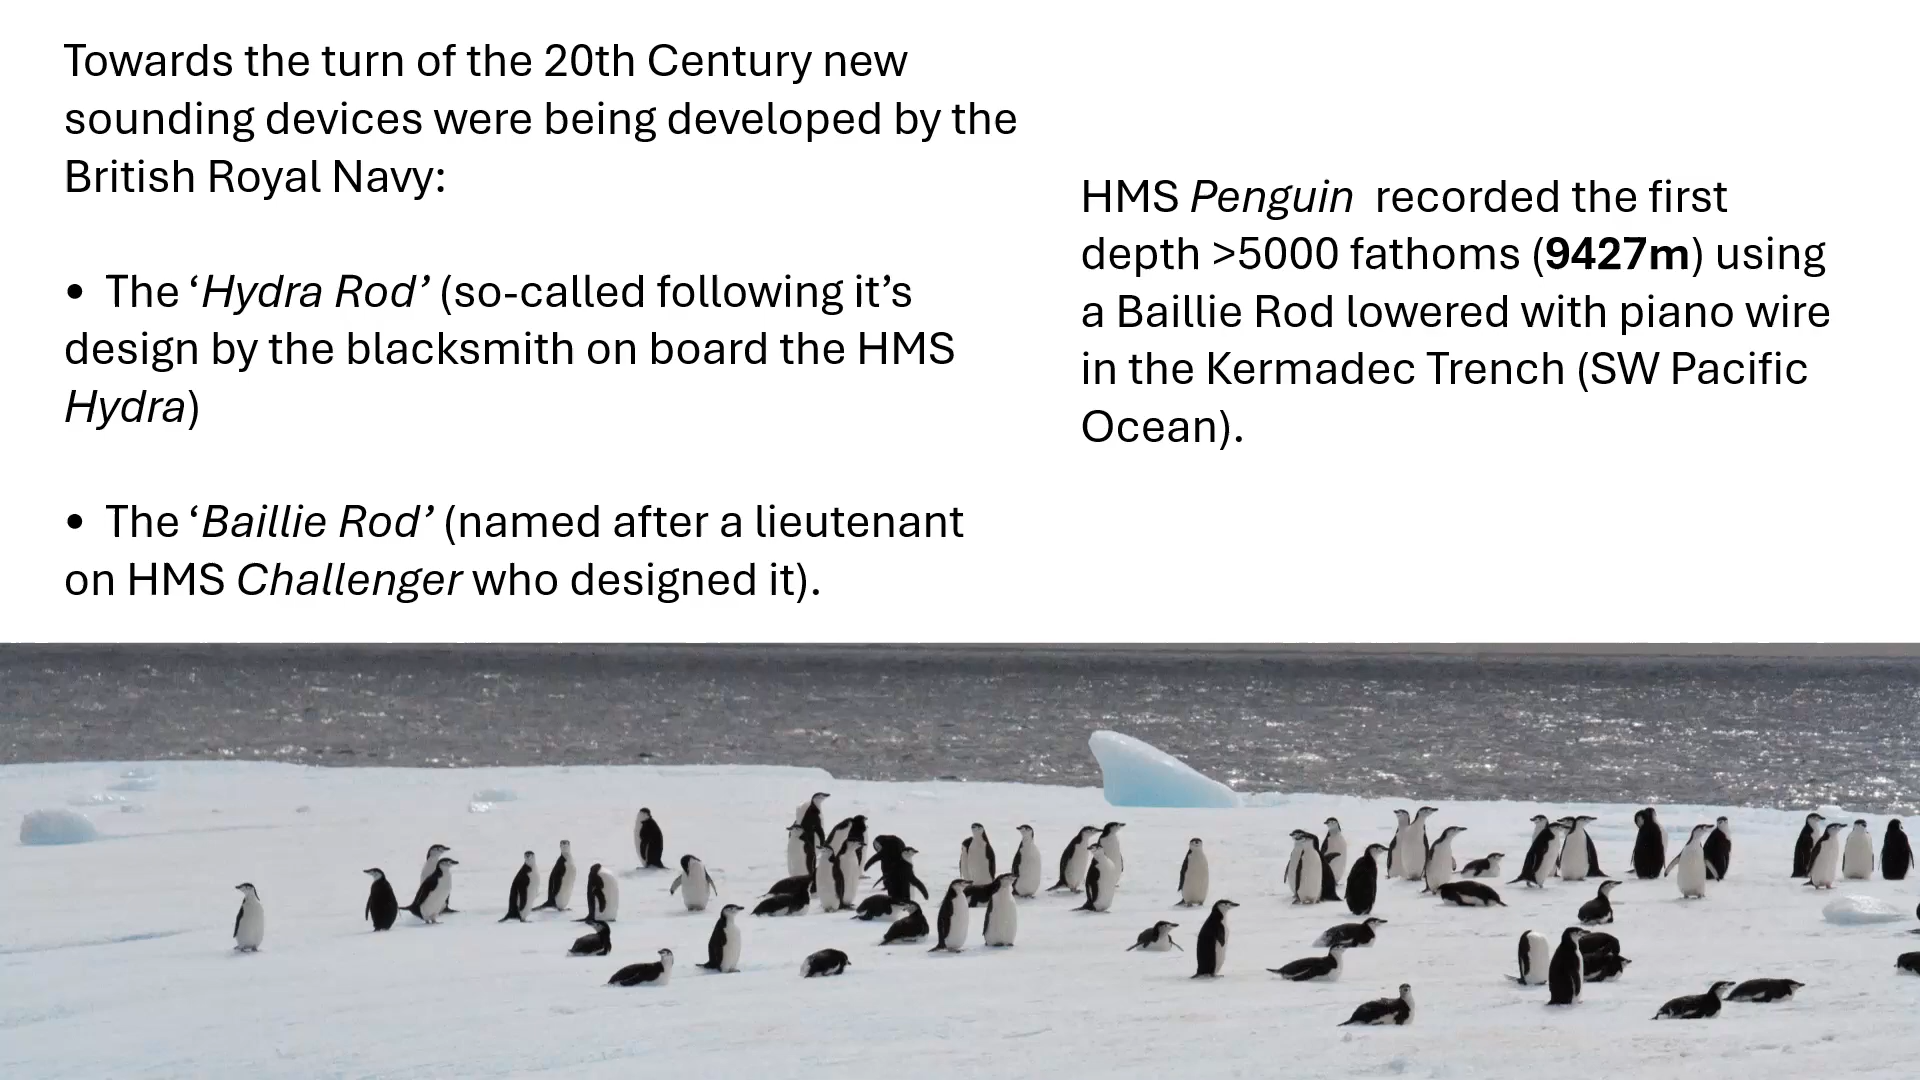 Towards the turn of the 20th Century new
sounding devices were being developed by the
British Royal Navy:
• The ‘Hydra Rod’ (so-called following it’s
design by the blacksmith on board the HMS
Hydra)
• The ‘Baillie Rod’ (named after a lieutenant
on HMS Challenger who designed it).
HMS Penguin recorded the first
depth >5000 fathoms (9427m) using
a Baillie Rod lowered with piano wire
in the Kermadec Trench (SW Pacific
Ocean).